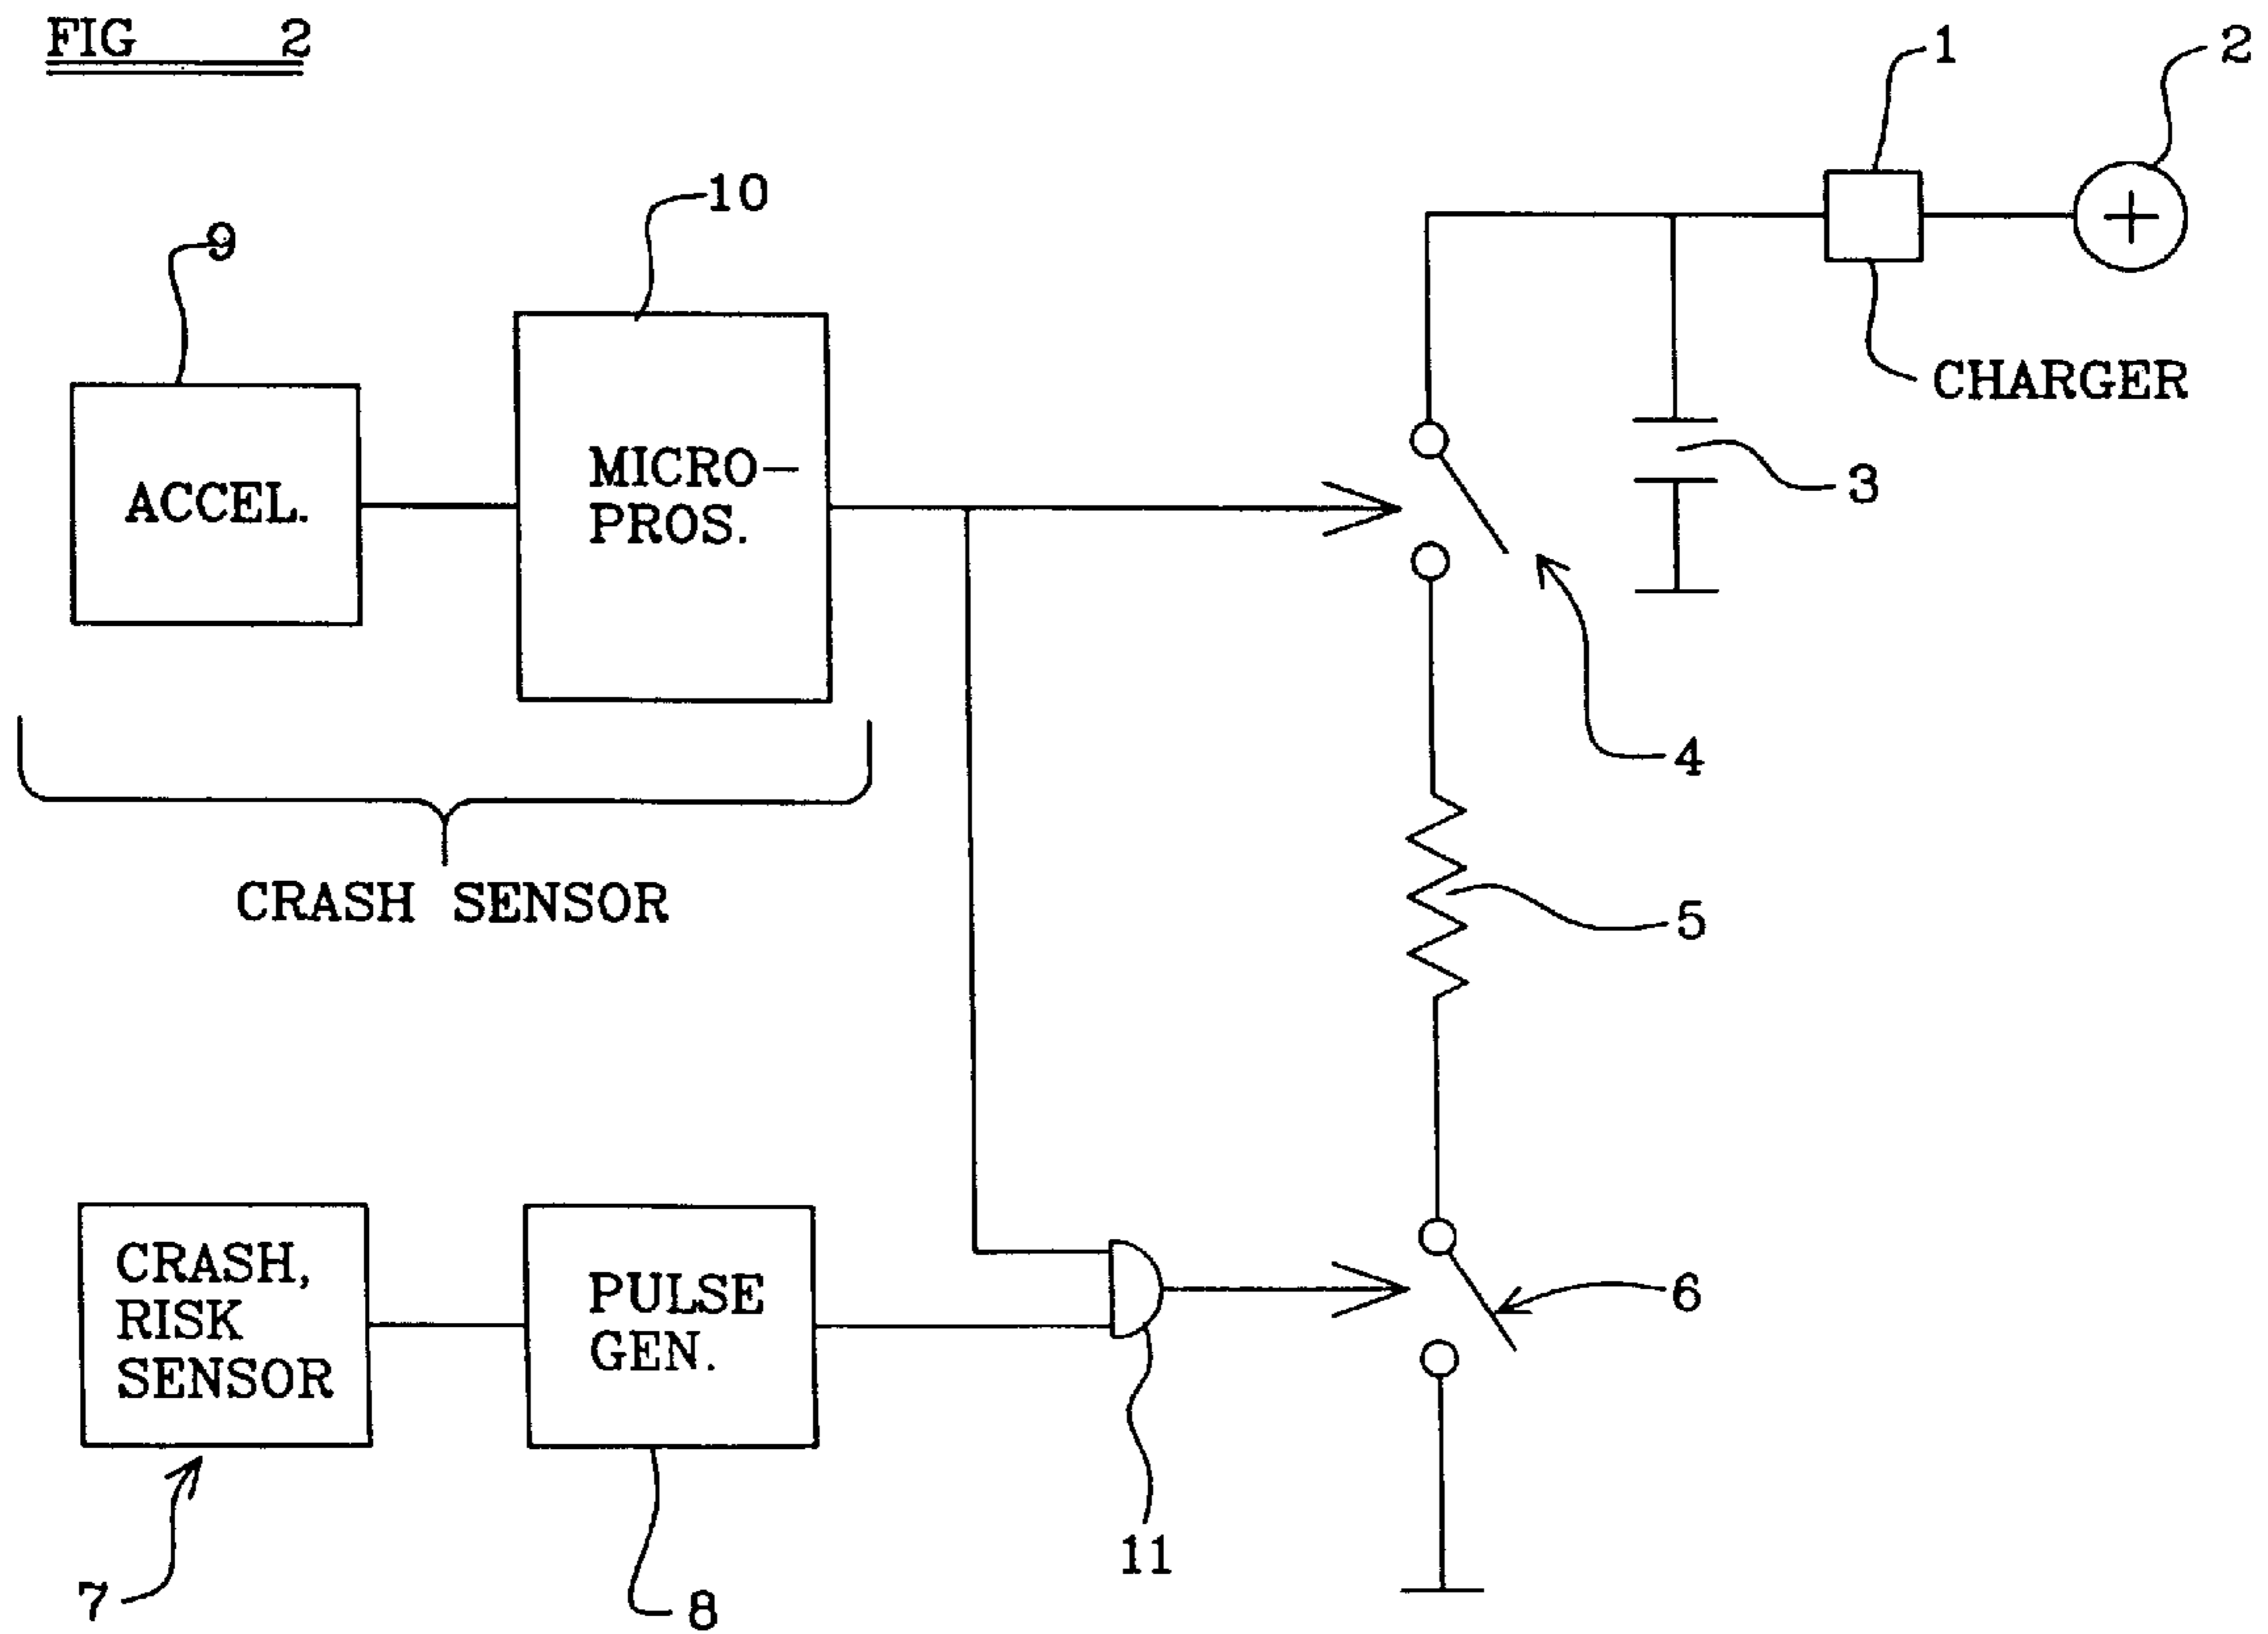 FIG 2
1
2
10
9
CHARGER
MICRO-
PROS.
ACCEL.
3
4
CRASH SENSOR
5
CRASH,
RISK
SENSOR
PULSE
GEN.
6
11
7
8